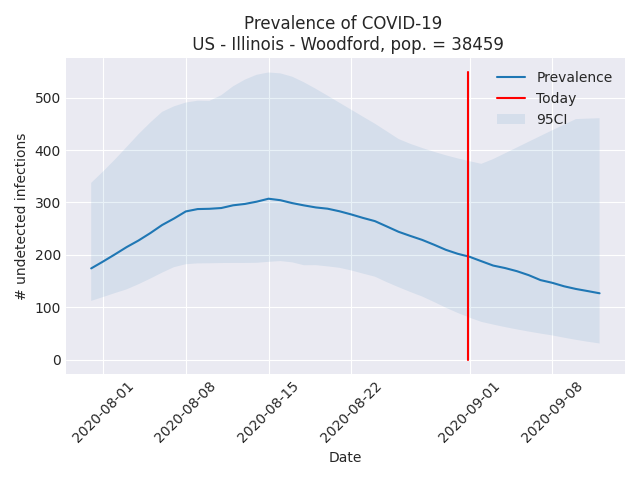 Prevalence of COVID-19
US - Illinois - Woodford, pop. = 38459
Prevalence
Today
95CI
# undetected infections
500
400
300
200
100
0
2020-08-01
2020-08-08
2020-08-15
2020-08-22
2020-09-01
2020-09-08
Date